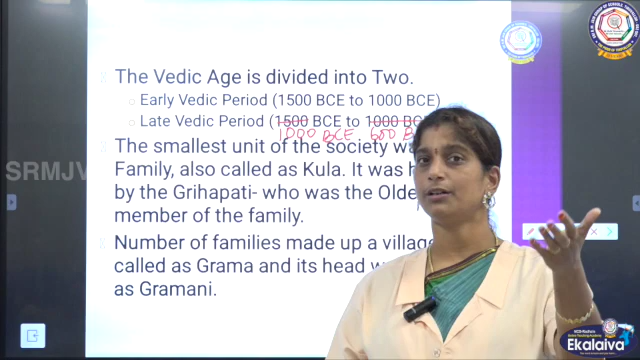 The Vedic Age is divided into Two.
Early Vedic Period (1500 BCE to 1000 BCE)
Late Vedic Period (1500 BCE to 1000 BCE)
1000 BCE 600 B
The smallest unit of the society wa
Family, also called as Kula. It was h
by the Grihapati- who was the Olde
member of the family.
Number of families made up a village
called as Grama and its head w
as Gramani.
SRMJV
Ekalaiva